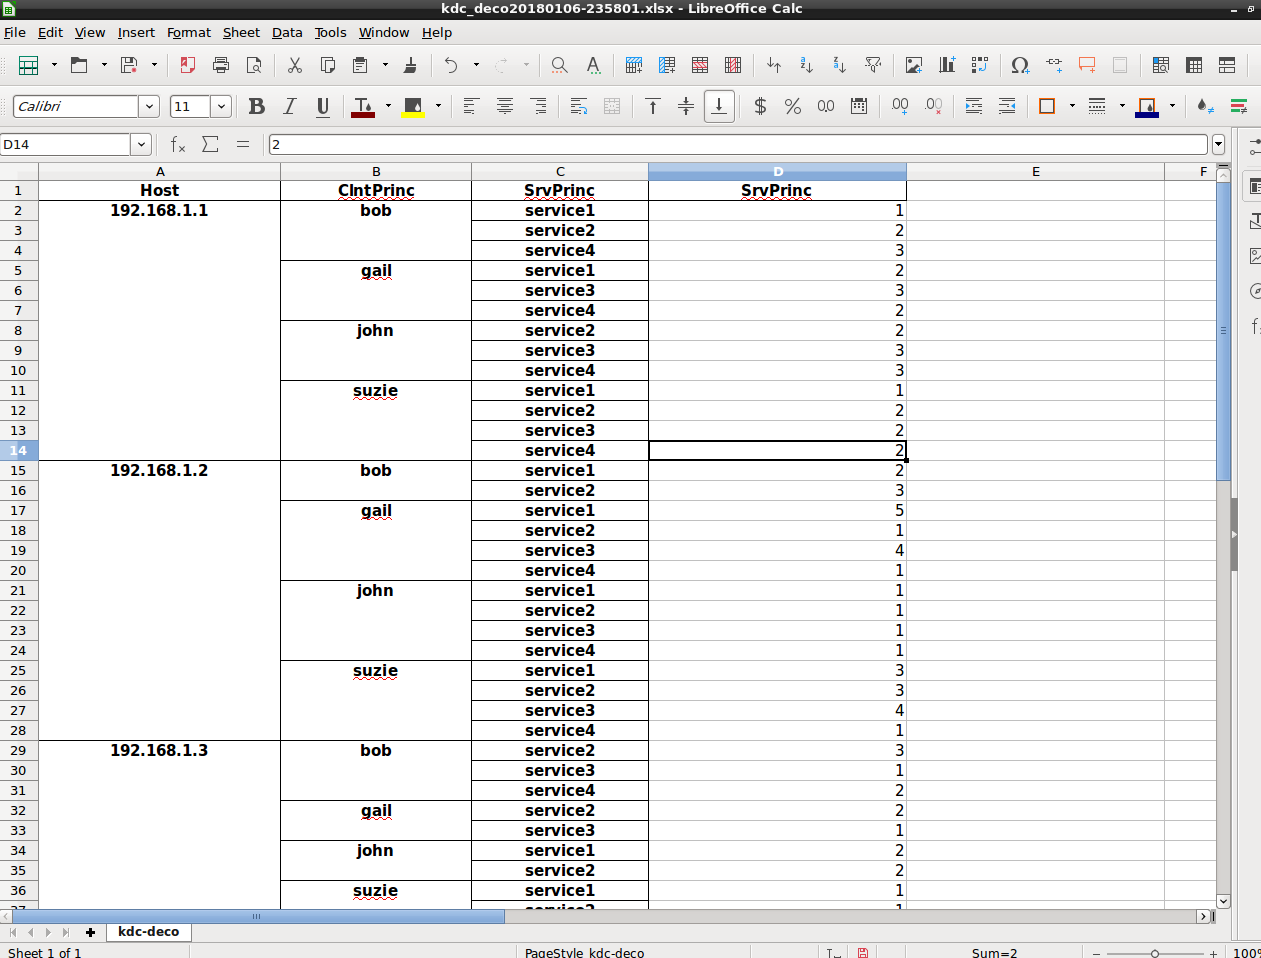 kdc_deco20180106-235801.xlsx - LibreOffice Calc
File Edit View Insert Format Sheet Data Tools Window Help
Calibri 11
D14 2
A B C D E F
1 Host ClntPrinc SrvPrinc SrvPrinc
2 192.168.1.1 bob service1 1
3 service2 2
4 service4 3
5 gail service1 2
6 service3 3
7 service4 2
8 john service2 2
9 service3 3
10 service4 3
11 suzie service1 1
12 service2 2
13 service3 2
14 service4 2
15 192.168.1.2 bob service1 2
16 service2 3
17 gail service1 5
18 service2 1
19 service3 4
20 service4 1
21 john service1 1
22 service2 1
23 service3 1
24 service4 1
25 suzie service1 3
26 service2 3
27 service3 4
28 service4 1
29 192.168.1.3 bob service2 3
30 service3 1
31 service4 2
32 gail service2 2
33 service3 1
34 john service1 2
35 service2 2
36 suzie service1 1
kdc-deco
Sheet 1 of 1 PageStyle_kdc-deco Sum=2 100%